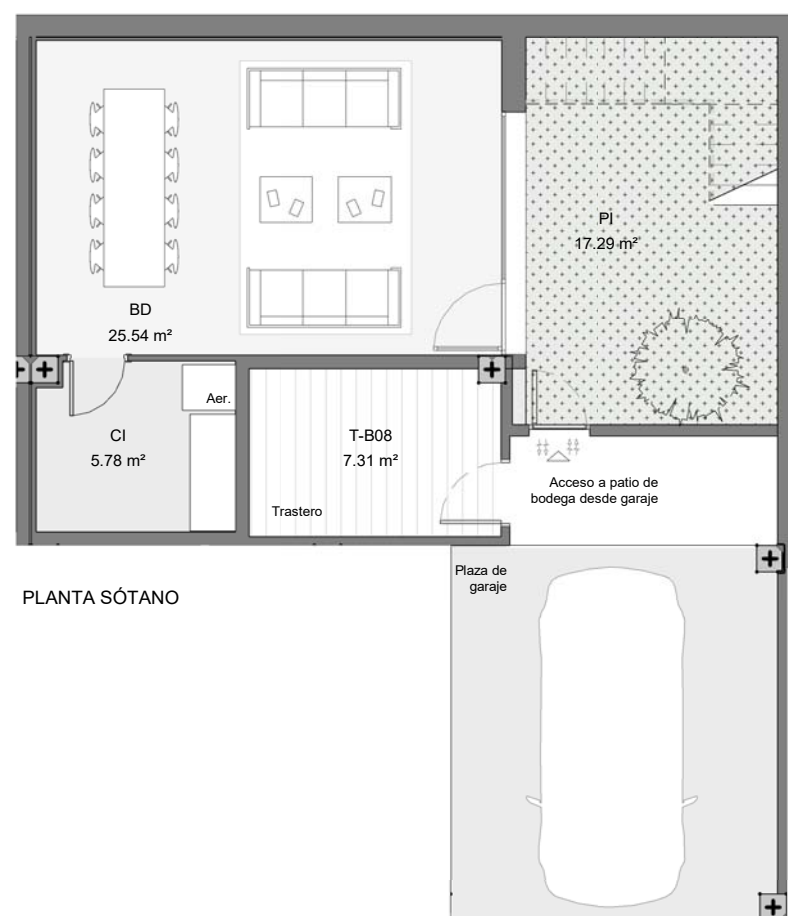 PI
17.29 m²
BD
25.54 m²
Aer.
CI
5.78 m²
T-B08
7.31 m²
Trastero
Acceso a patio de
bodega desde garaje
Plaza de
garaje
PLANTA SÓTANO